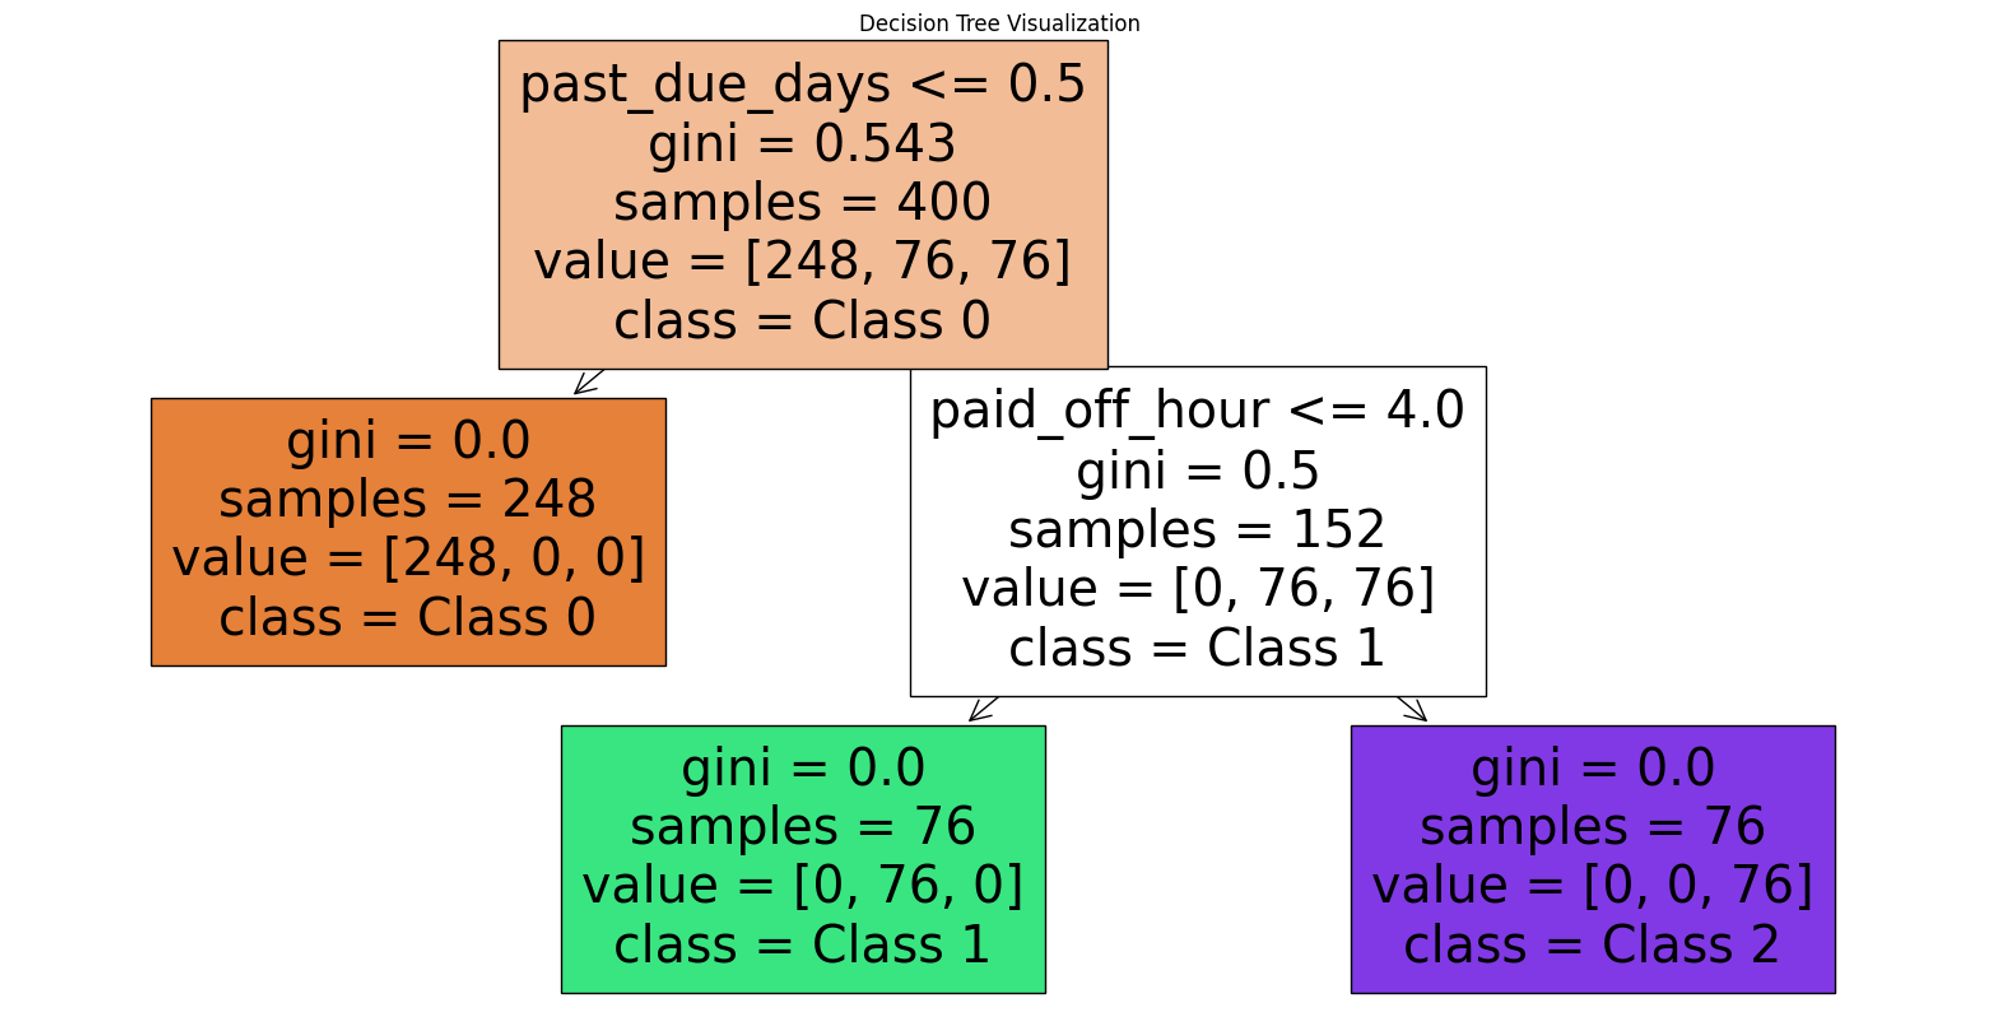 Decision Tree Visualization
past_due_days <= 0.5
gini = 0.543
samples = 400
value = [248, 76, 76]
class = Class 0
gini = 0.0
samples = 248
value = [248, 0, 0]
class = Class 0
paid_off_hour <= 4.0
gini = 0.5
samples = 152
value = [0, 76, 76]
class = Class 1
gini = 0.0
samples = 76
value = [0, 76, 0]
class = Class 1
gini = 0.0
samples = 76
value = [0, 0, 76]
class = Class 2